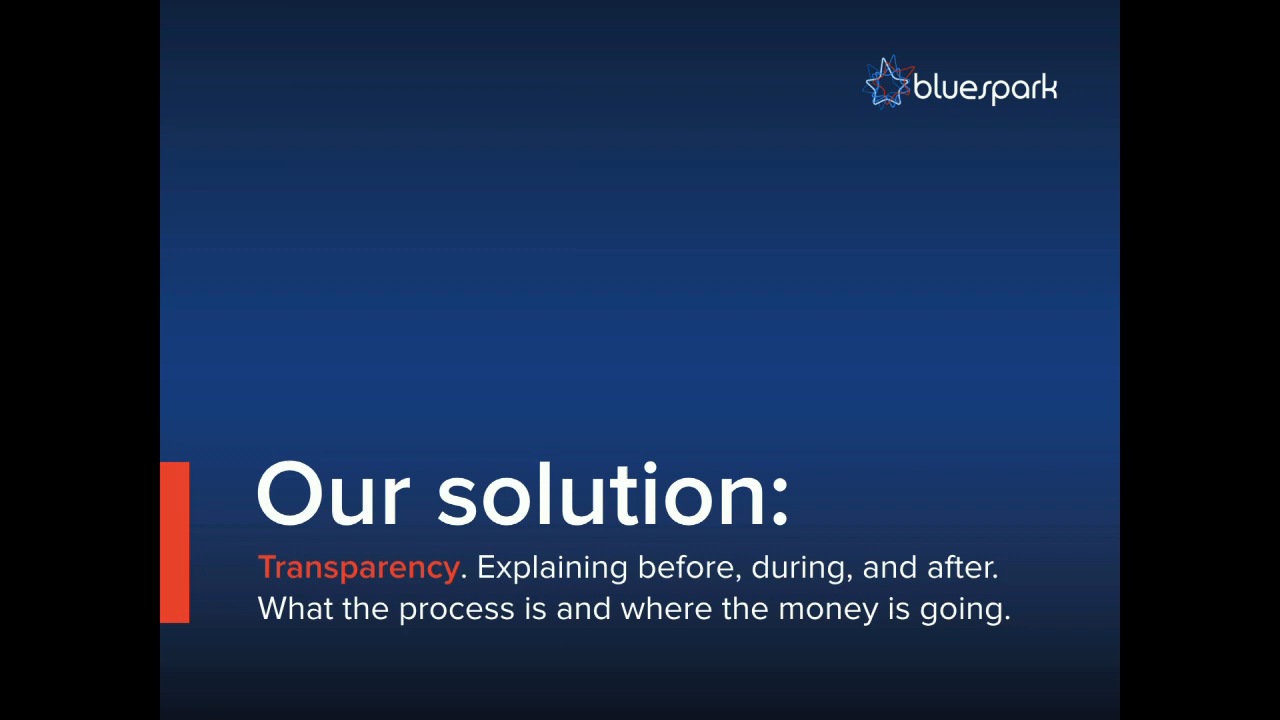 bluespark
Our solution:
Transparency. Explaining before, during, and after.
What the process is and where the money is going.